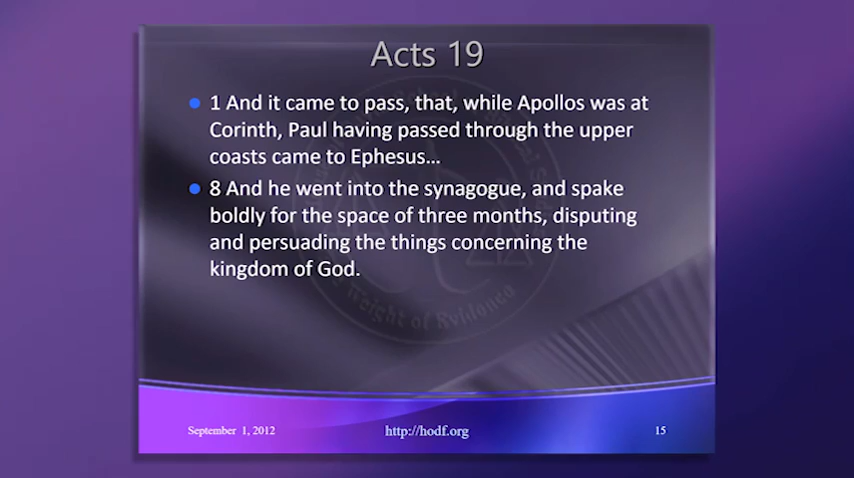 Acts 19
1 And it came to pass, that, while Apollos was at
Corinth, Paul having passed through the upper
coasts came to Ephesus…
8 And he went into the synagogue, and spake
boldly for the space of three months, disputing
and persuading the things concerning the
kingdom of God.
Weight of Evidence
September 1, 2012
http://hodf.org
15